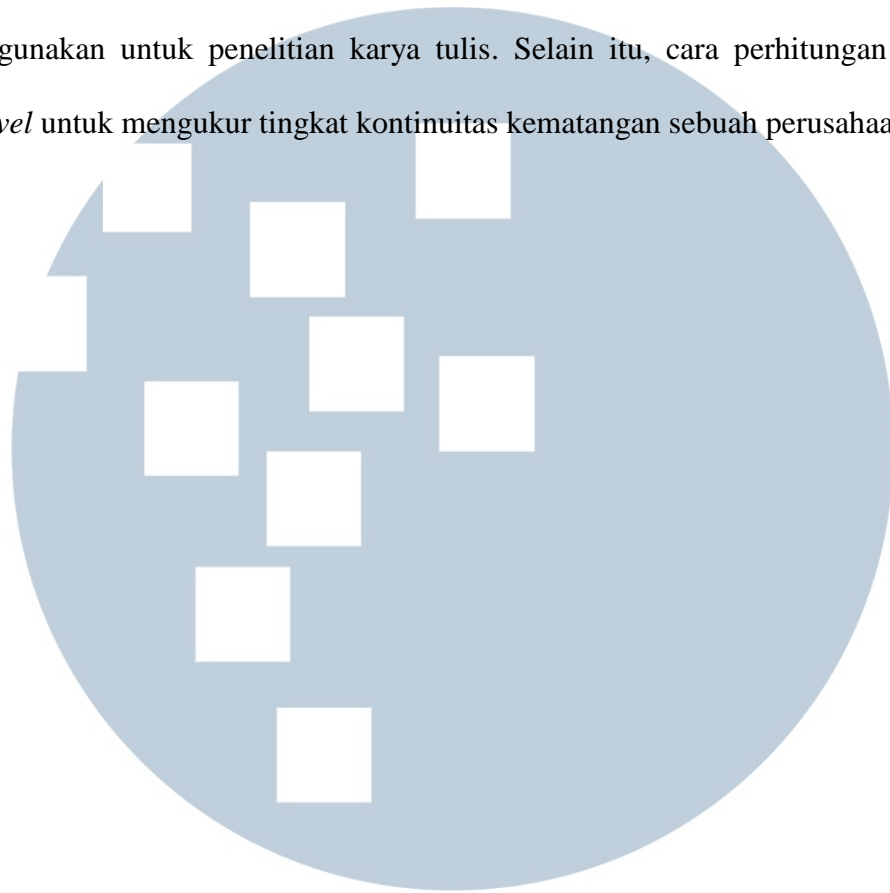 gunakan untuk penelitian karya tulis. Selain itu, cara perhitungan
vel untuk mengukur tingkat kontinuitas kematangan sebuah perusahaa